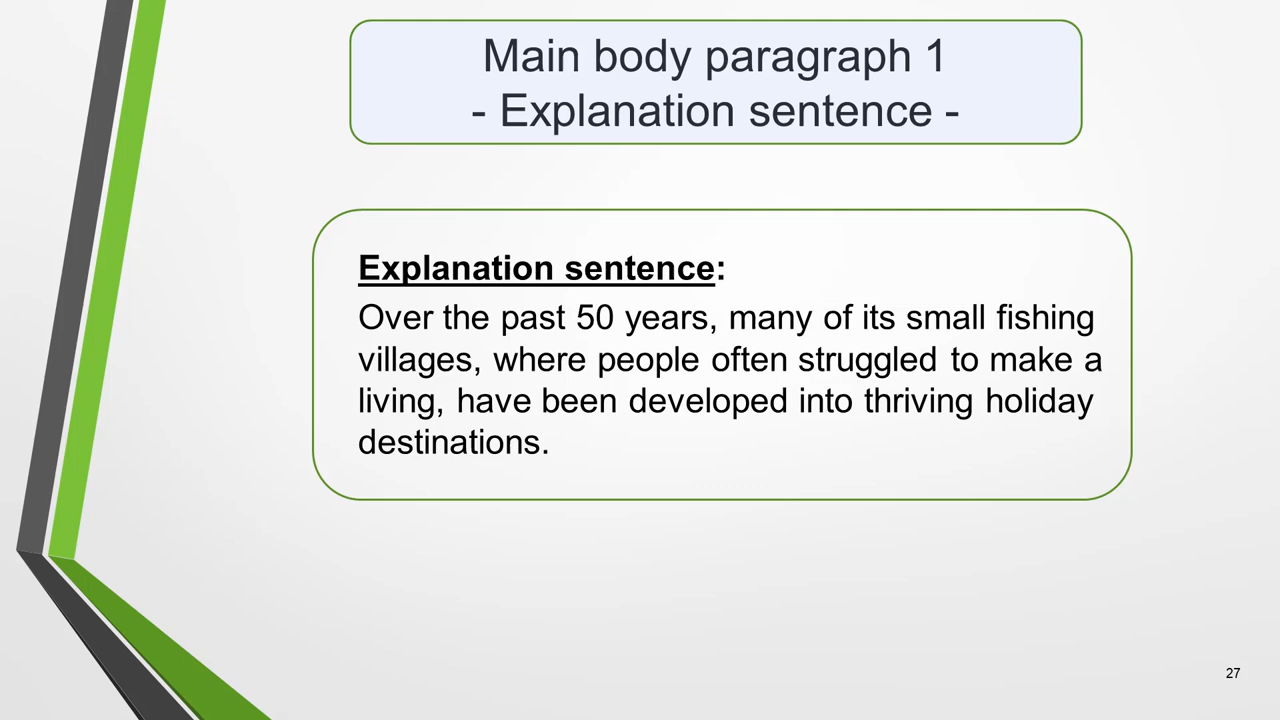 Main body paragraph 1
- Explanation sentence -
Explanation sentence:
Over the past 50 years, many of its small fishing
villages, where people often struggled to make a
living, have been developed into thriving holiday
destinations.
27